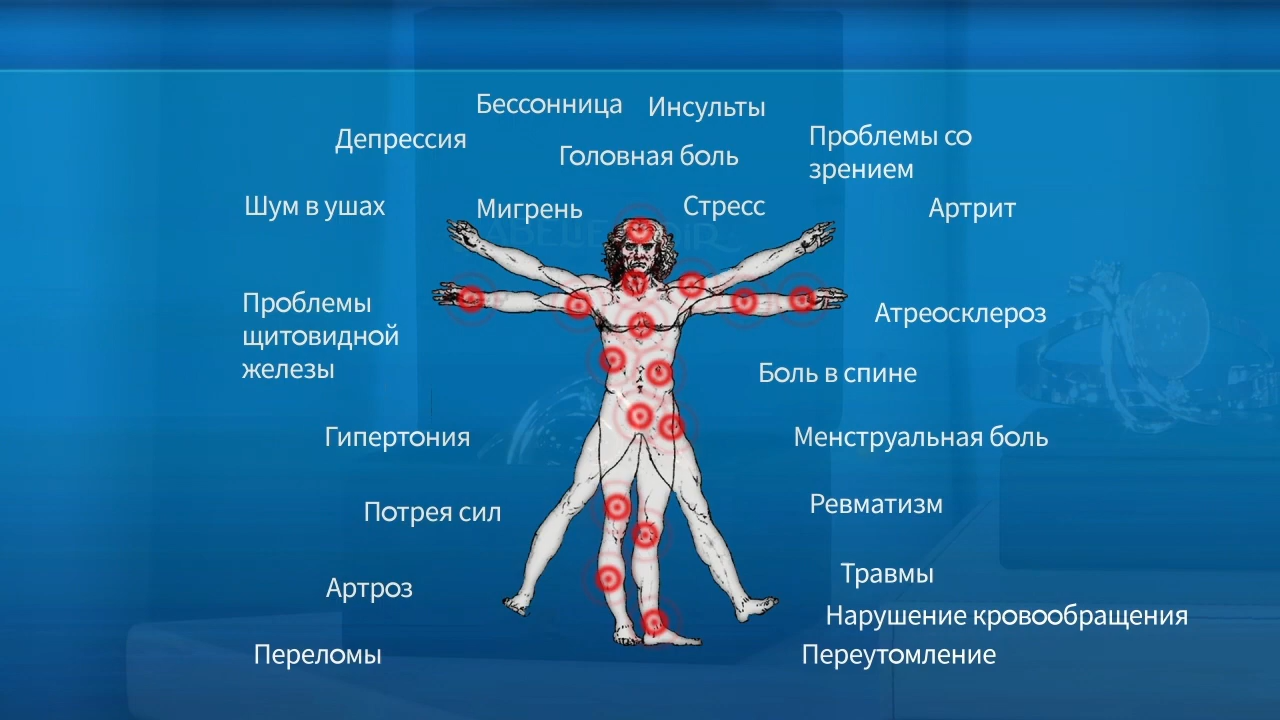 Бессонница
Инсульты
Депрессия
Головная боль
Проблемы со
зрением
Шум в ушах
Мигрень
Стресс
Артрит
Проблемы
щитовидной
железы
Атреосклероз
Боль в спине
Гипертония
Менструальная боль
Потрея сил
Ревматизм
Артроз
Травмы
Нарушение кровообращения
Переломы
Переутомление